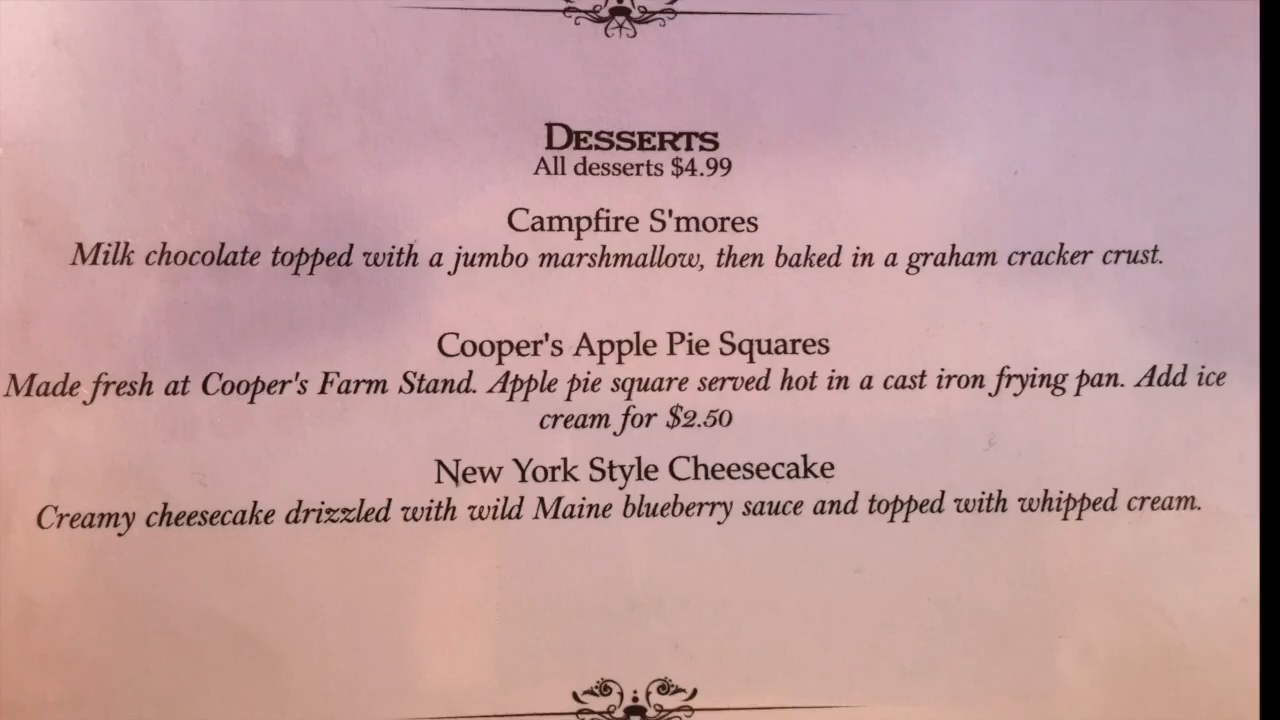 DESSERTS
All desserts $4.99
Campfire S'mores
Milk chocolate topped with a jumbo marshmallow, then baked in a graham cracker crust.
Cooper's Apple Pie Squares
Made fresh at Cooper's Farm Stand. Apple pie square served hot in a cast iron frying pan. Add ice
cream for $2.50
New York Style Cheesecake
Creamy cheesecake drizzled with wild Maine blueberry sauce and topped with whipped cream.